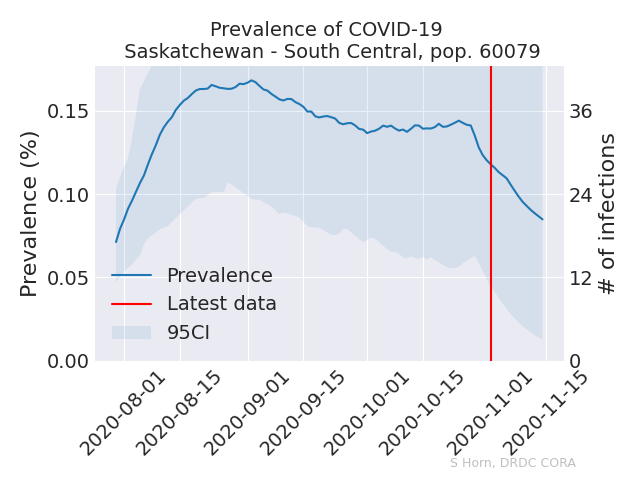 Prevalence of COVID-19
Saskatchewan - South Central, pop. 60079
Prevalence (%)
0.15
0.10
0.05
0.00
# of infections
36
24
12
0
Prevalence
Latest data
95CI
2020-08-01
2020-08-15
2020-09-01
2020-09-15
2020-10-01
2020-10-15
2020-11-01
2020-11-15
S Horn, DRDC CORA